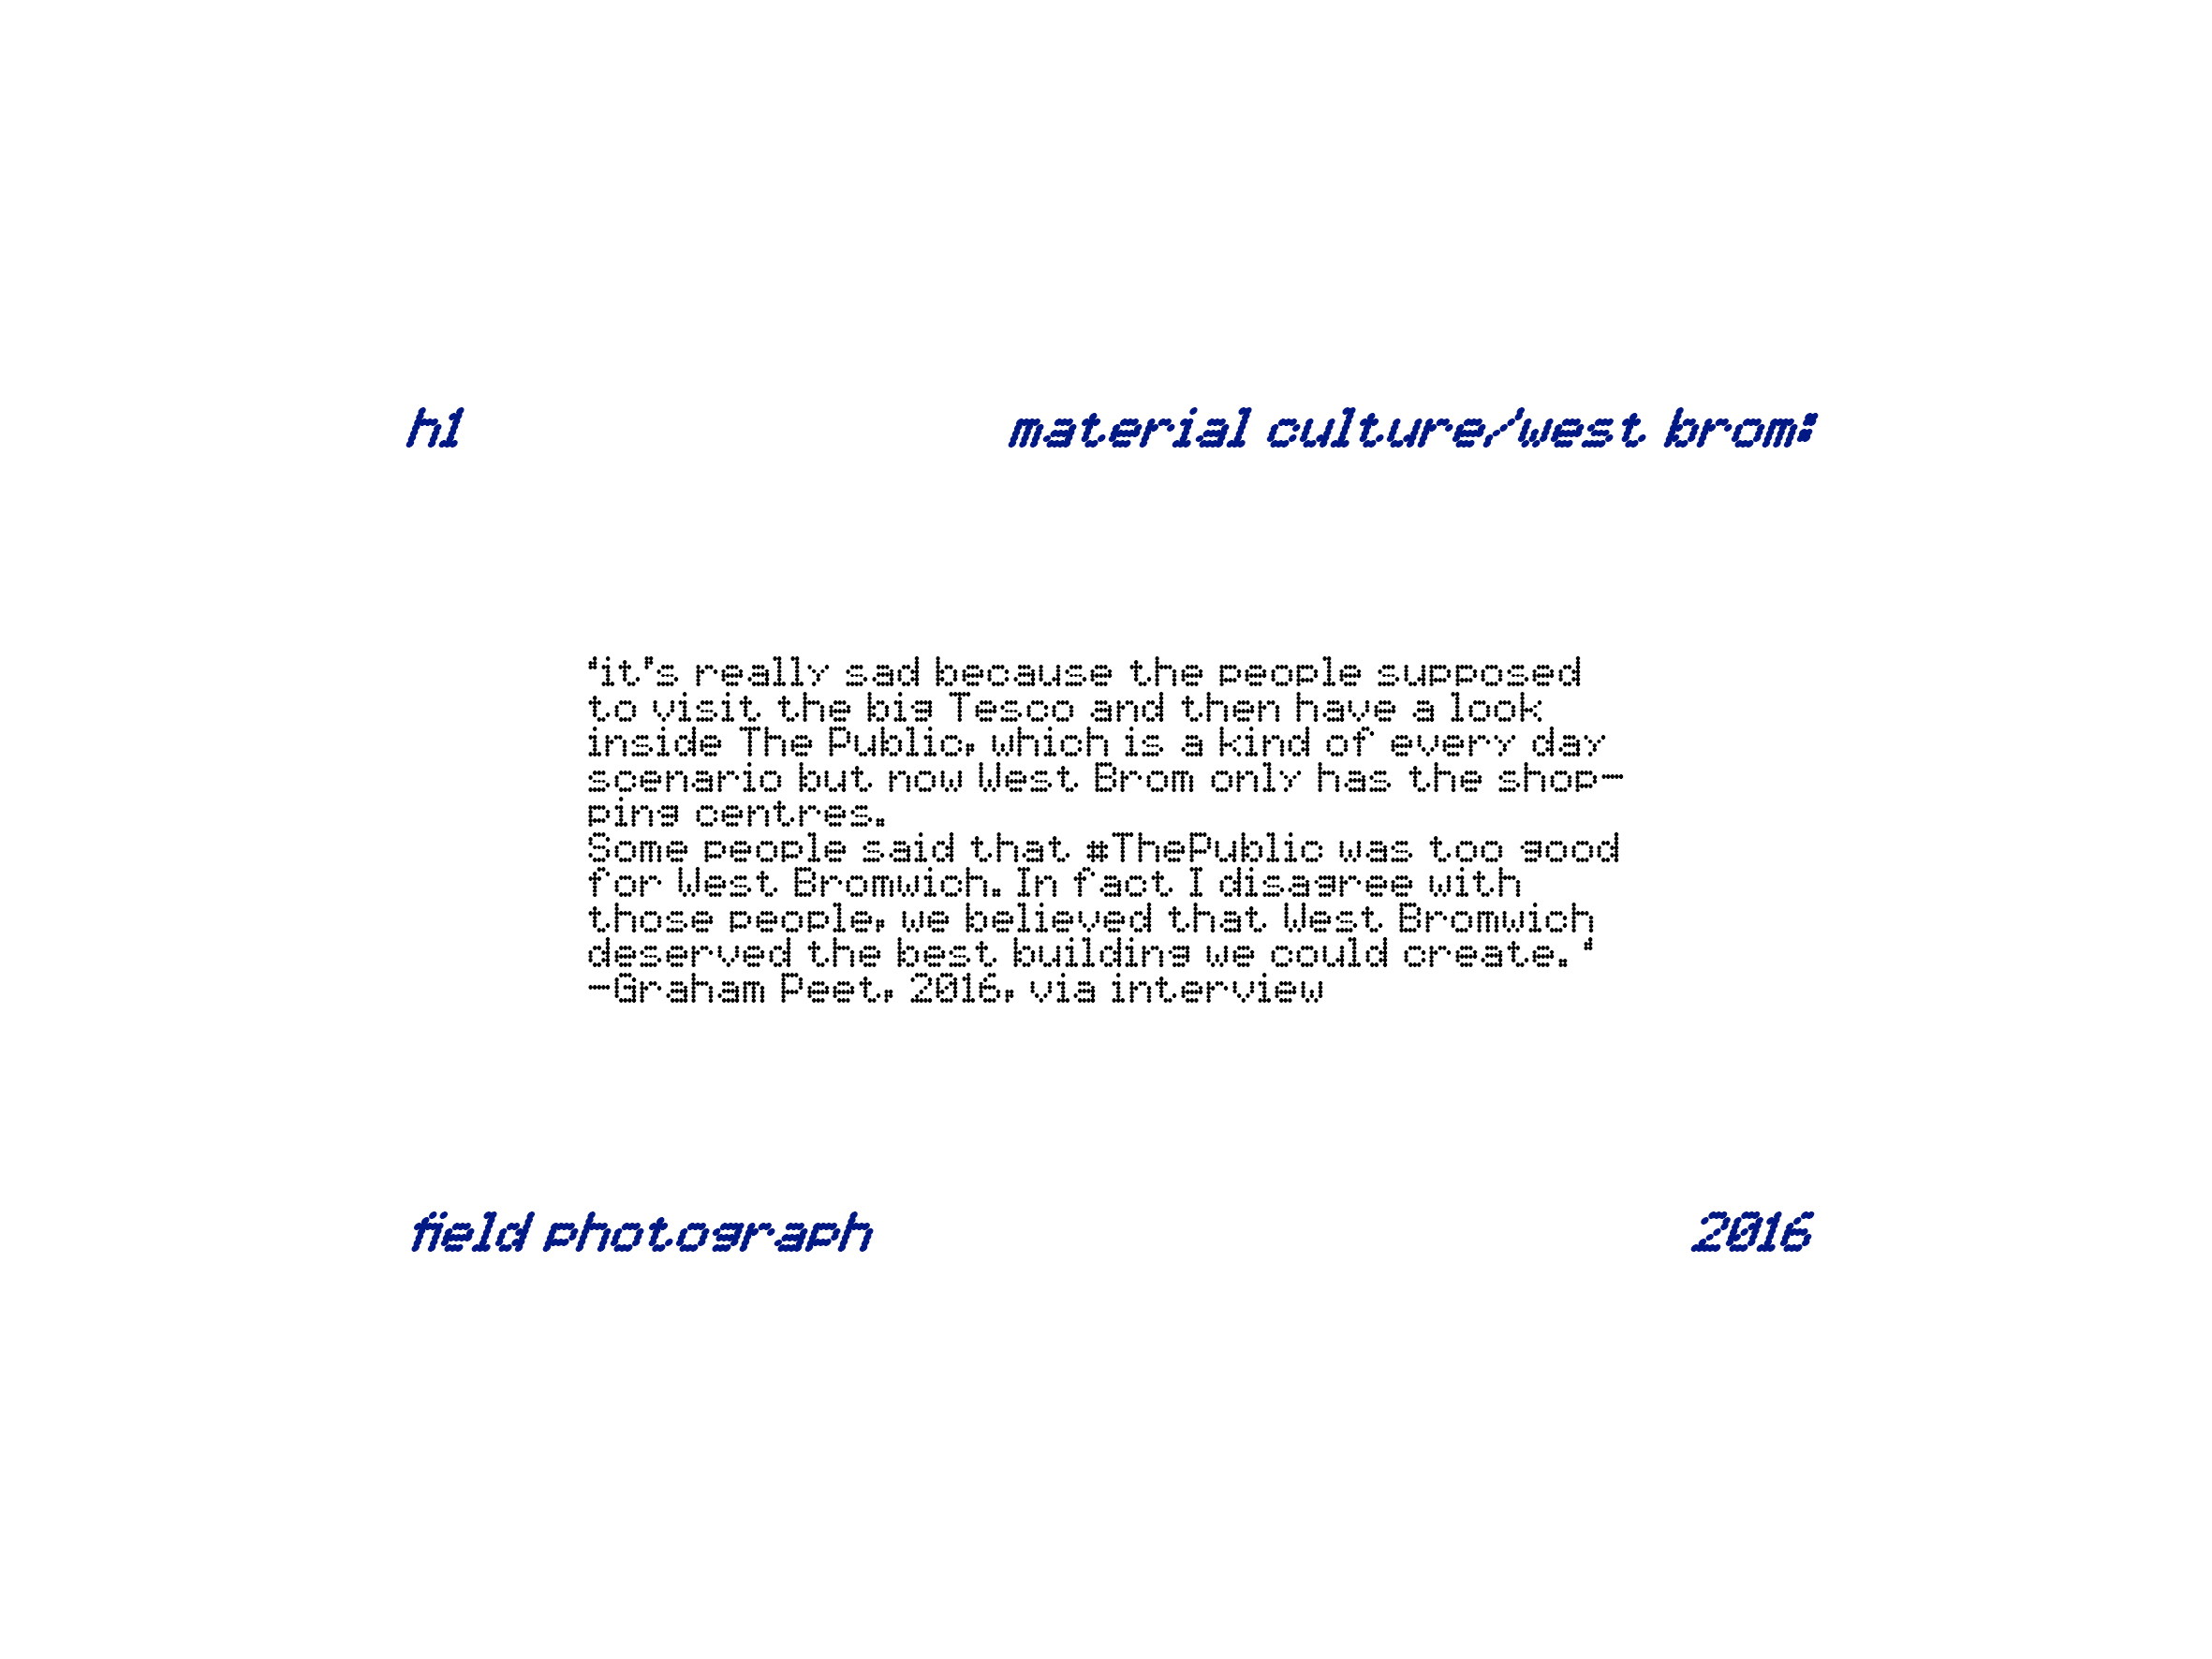 h1
material culture/west brom:
‘it’s really sad because the people supposed
to visit the big Tesco and then have a look
inside The Public, which is a kind of every day
scenario but now West Brom only has the shop-
ping centres.
Some people said that #ThePublic was too good
for West Bromwich. In fact I disagree with
those people, we believed that West Bromwich
deserved the best building we could create. ’
-Graham Peet, 2016, via interview
field photograph
2016